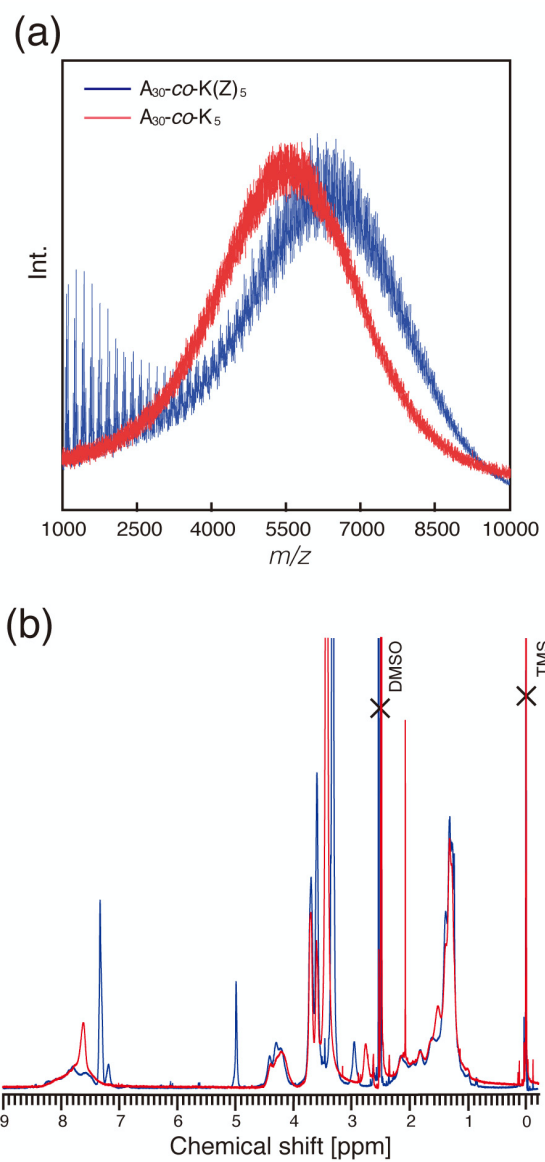 (a)
A30-co-K(Z)5
A30-co-K5
Int.
1000 2500 4000 5500 7000 8500 10000
m/z
(b)
DMSO
TMS
9 8 7 6 5 4 3 2 1 0
Chemical shift [ppm]